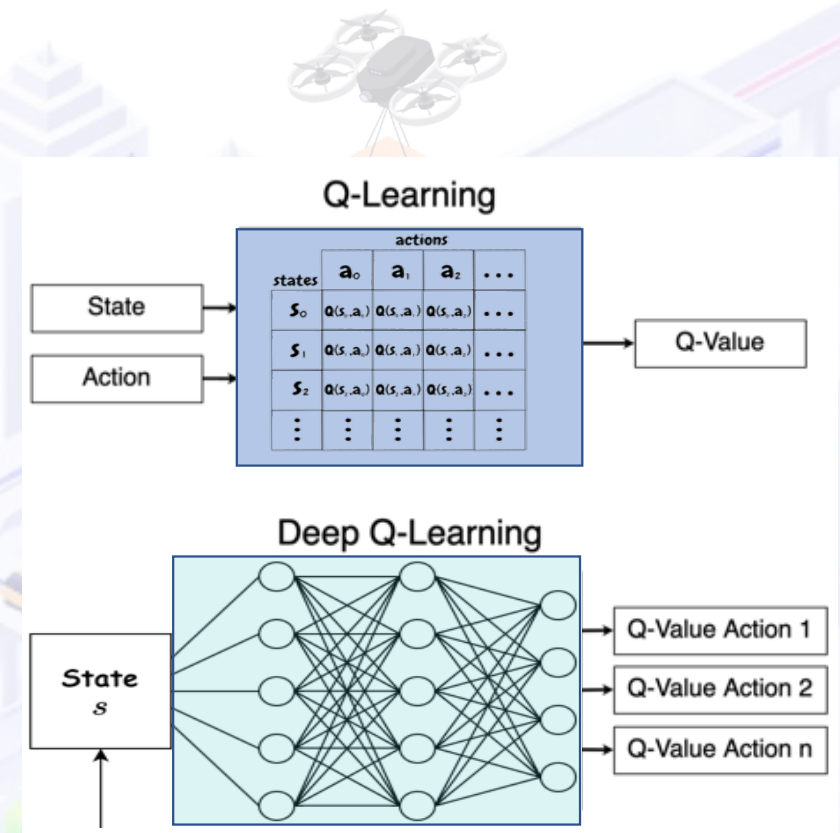 Q-Learning
actions
states a₀ a₁ a₂ ...
State
Action
S₀ Q(s₀,a₀) Q(s₀,a₁) Q(s₀,a₂) ...
S₁ Q(s₁,a₀) Q(s₁,a₁) Q(s₁,a₂) ...
S₂ Q(s₂,a₀) Q(s₂,a₁) Q(s₂,a₂) ...
Q-Value
Deep Q-Learning
State
s
Q-Value Action 1
Q-Value Action 2
Q-Value Action n